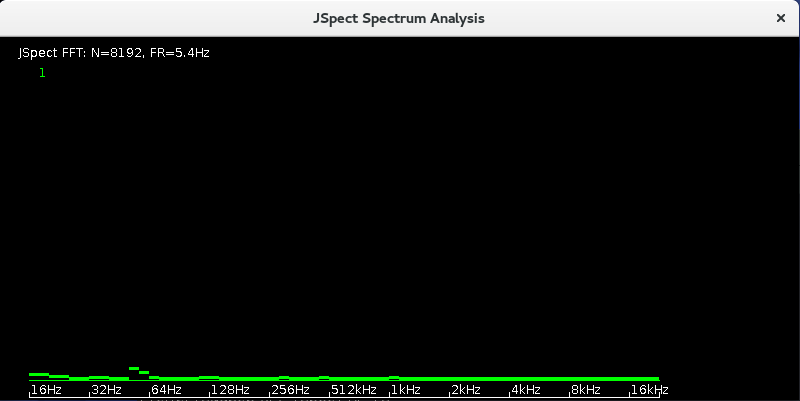 JSpect Spectrum Analysis
JSpect FFT: N=8192, FR=5.4Hz
1
16Hz 32Hz 64Hz 128Hz 256Hz 512kHz 1kHz 2kHz 4kHz 8kHz 16kHz